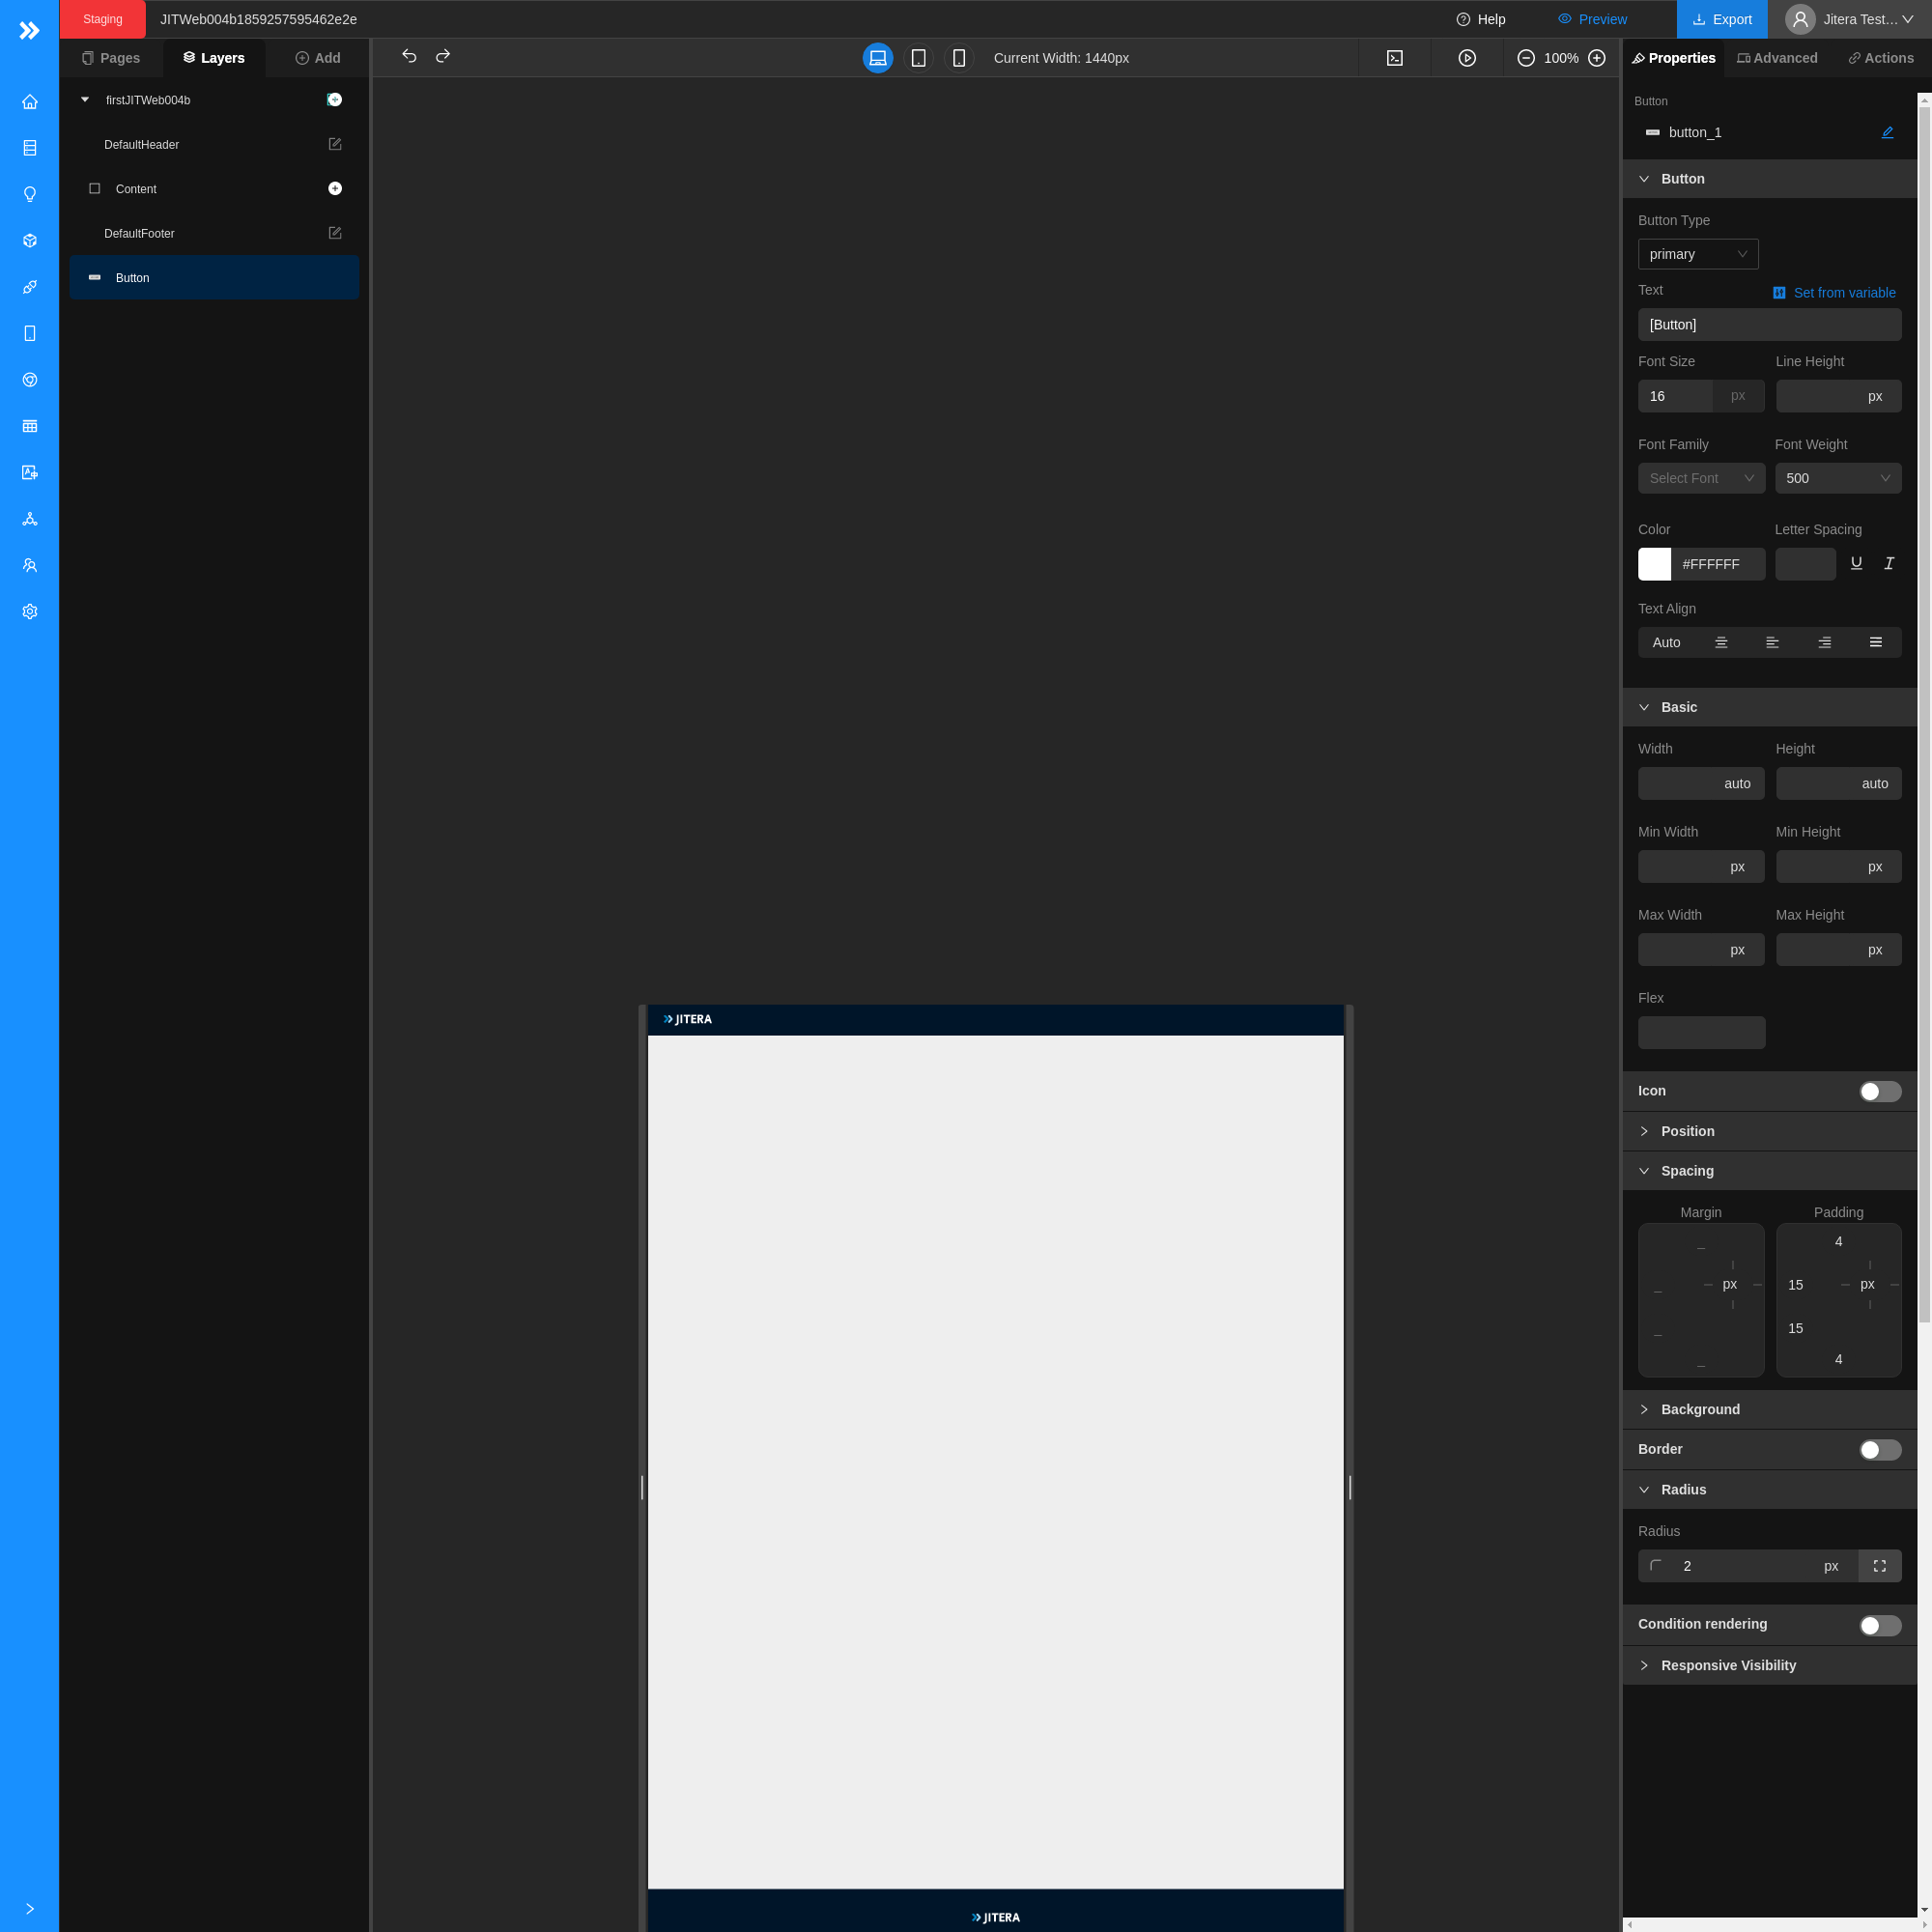 Staging
JITWeb004b1859257595462e2e
Help
Preview
Export
Jitera Test...
Pages
Layers
Add
Current Width: 1440px
100%
Properties
Advanced
Actions
firstJITWeb004b
DefaultHeader
Content
DefaultFooter
Button
Button
button_1
Button
Button Type
primary
Text
Set from variable
[Button]
Font Size
Line Height
16
px
px
Font Family
Font Weight
Select Font
500
Color
Letter Spacing
#FFFFFF
Text Align
Auto
Basic
Width
Height
auto
auto
Min Width
Min Height
px
px
Max Width
Max Height
px
px
Flex
Icon
Position
Spacing
Margin
Padding
4
px
15
px
15
4
Background
Border
Radius
Radius
2
px
Condition rendering
Responsive Visibility
JITERA
JITERA